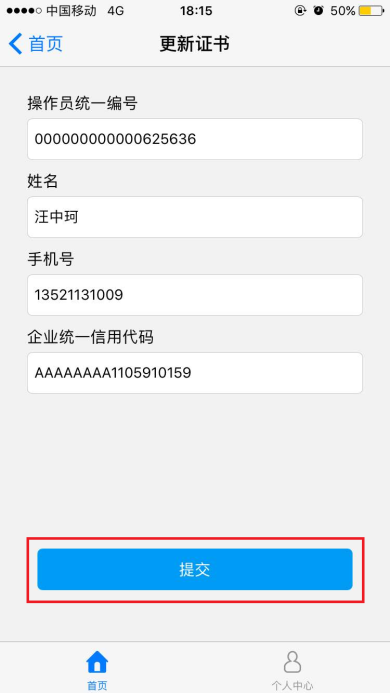 中国移动 4G 18:15 50%
首页 更新证书
操作员统一编号
000000000000625636
姓名
汪中珂
手机号
13521131009
企业统一信用代码
AAAAAAAA1105910159
提交
首页 个人中心